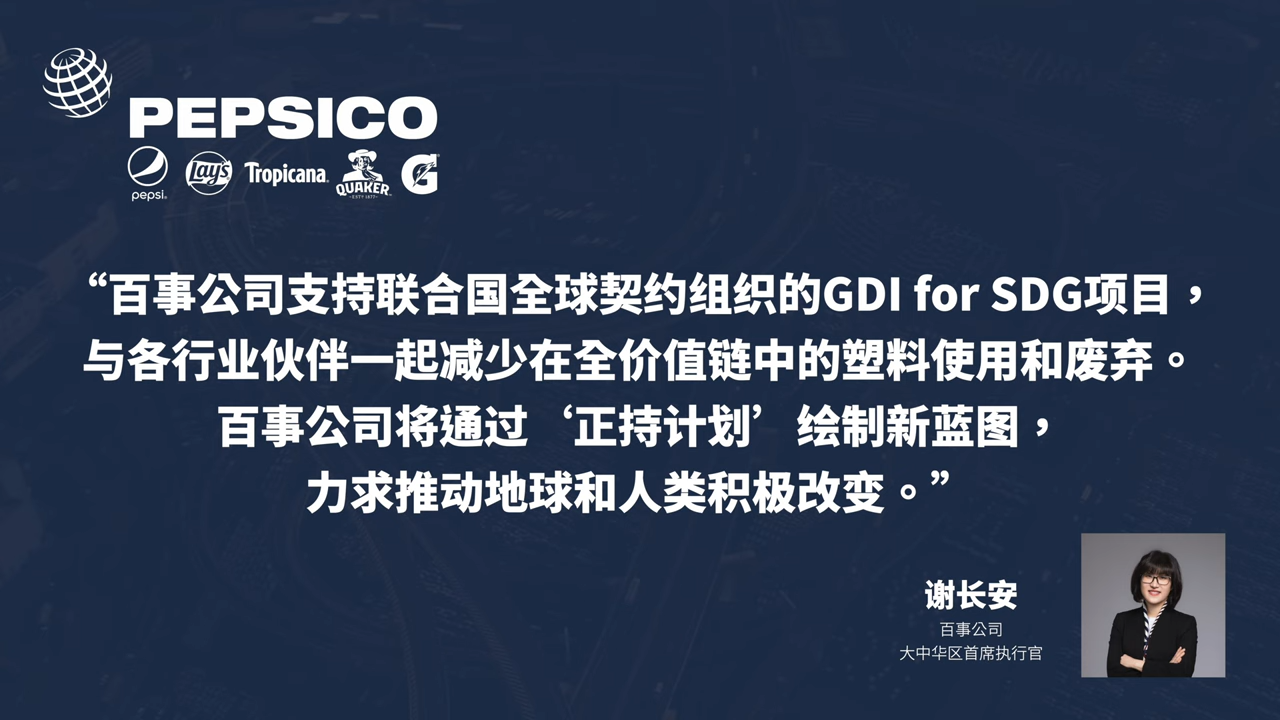 PEPSICO
pepsi
Lay's
Tropicana
QUAKER
ESTD 1877
G
“百事公司支持联合国全球契约组织的GDI for SDG项目，
与各行业伙伴一起减少在全价值链中的塑料使用和废弃。
百事公司将通过‘正持计划’绘制新蓝图，
力求推动地球和人类积极改变。”
谢长安
百事公司
大中华区首席执行官